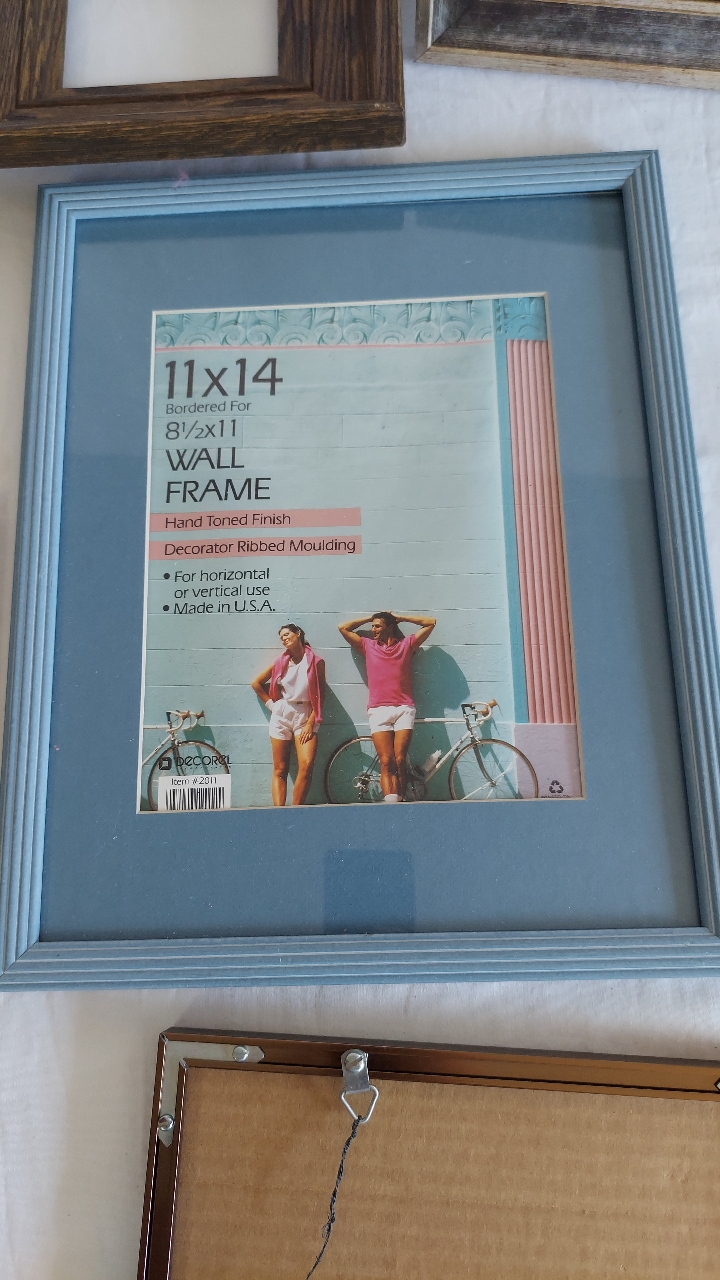 11x14
Bordered For
8½x11
WALL
FRAME
Hand Toned Finish
Decorator Ribbed Moulding
• For horizontal
or vertical use
• Made in U.S.A.
DECOREL
Item # 2011